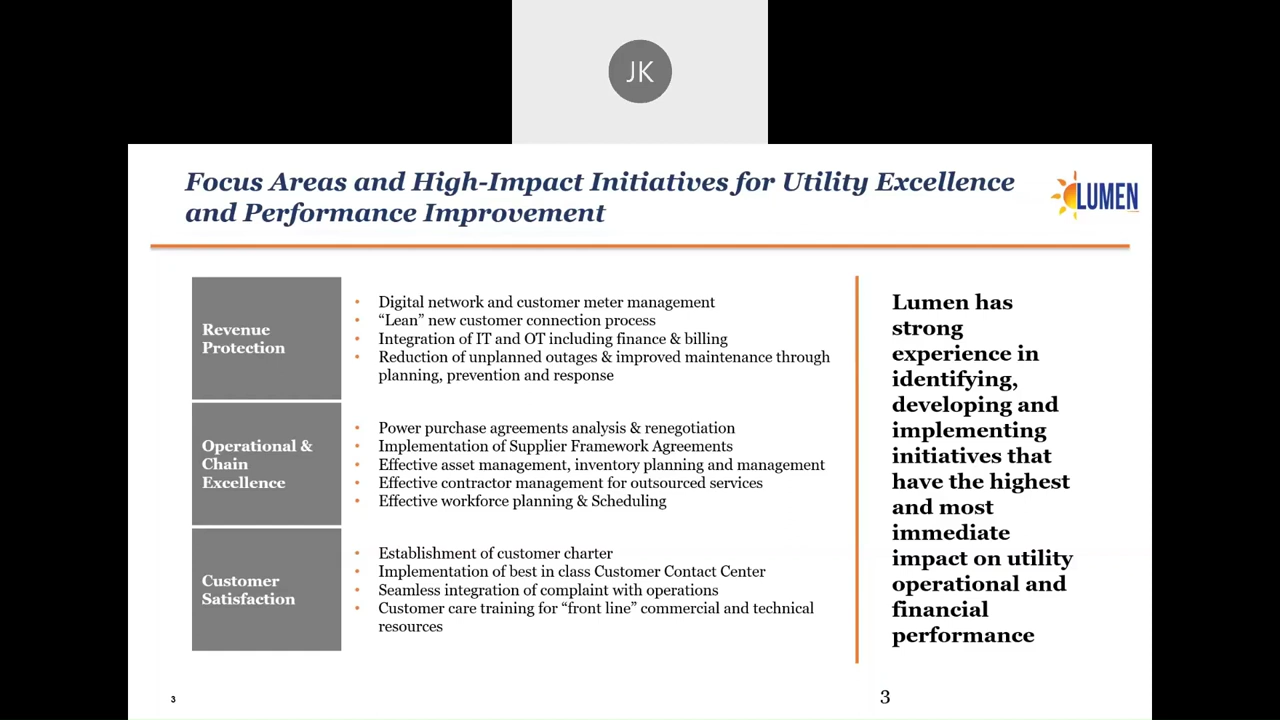 JK
Focus Areas and High-Impact Initiatives for Utility Excellence
and Performance Improvement
LUMEN
Revenue
Protection
• Digital network and customer meter management
• “Lean” new customer connection process
• Integration of IT and OT including finance & billing
• Reduction of unplanned outages & improved maintenance through
planning, prevention and response
Operational &
Chain
Excellence
• Power purchase agreements analysis & renegotiation
• Implementation of Supplier Framework Agreements
• Effective asset management, inventory planning and management
• Effective contractor management for outsourced services
• Effective workforce planning & Scheduling
Customer
Satisfaction
• Establishment of customer charter
• Implementation of best in class Customer Contact Center
• Seamless integration of complaint with operations
• Customer care training for “front line” commercial and technical
resources
Lumen has
strong
experience in
identifying,
developing and
implementing
initiatives that
have the highest
and most
immediate
impact on utility
operational and
financial
performance
3
3